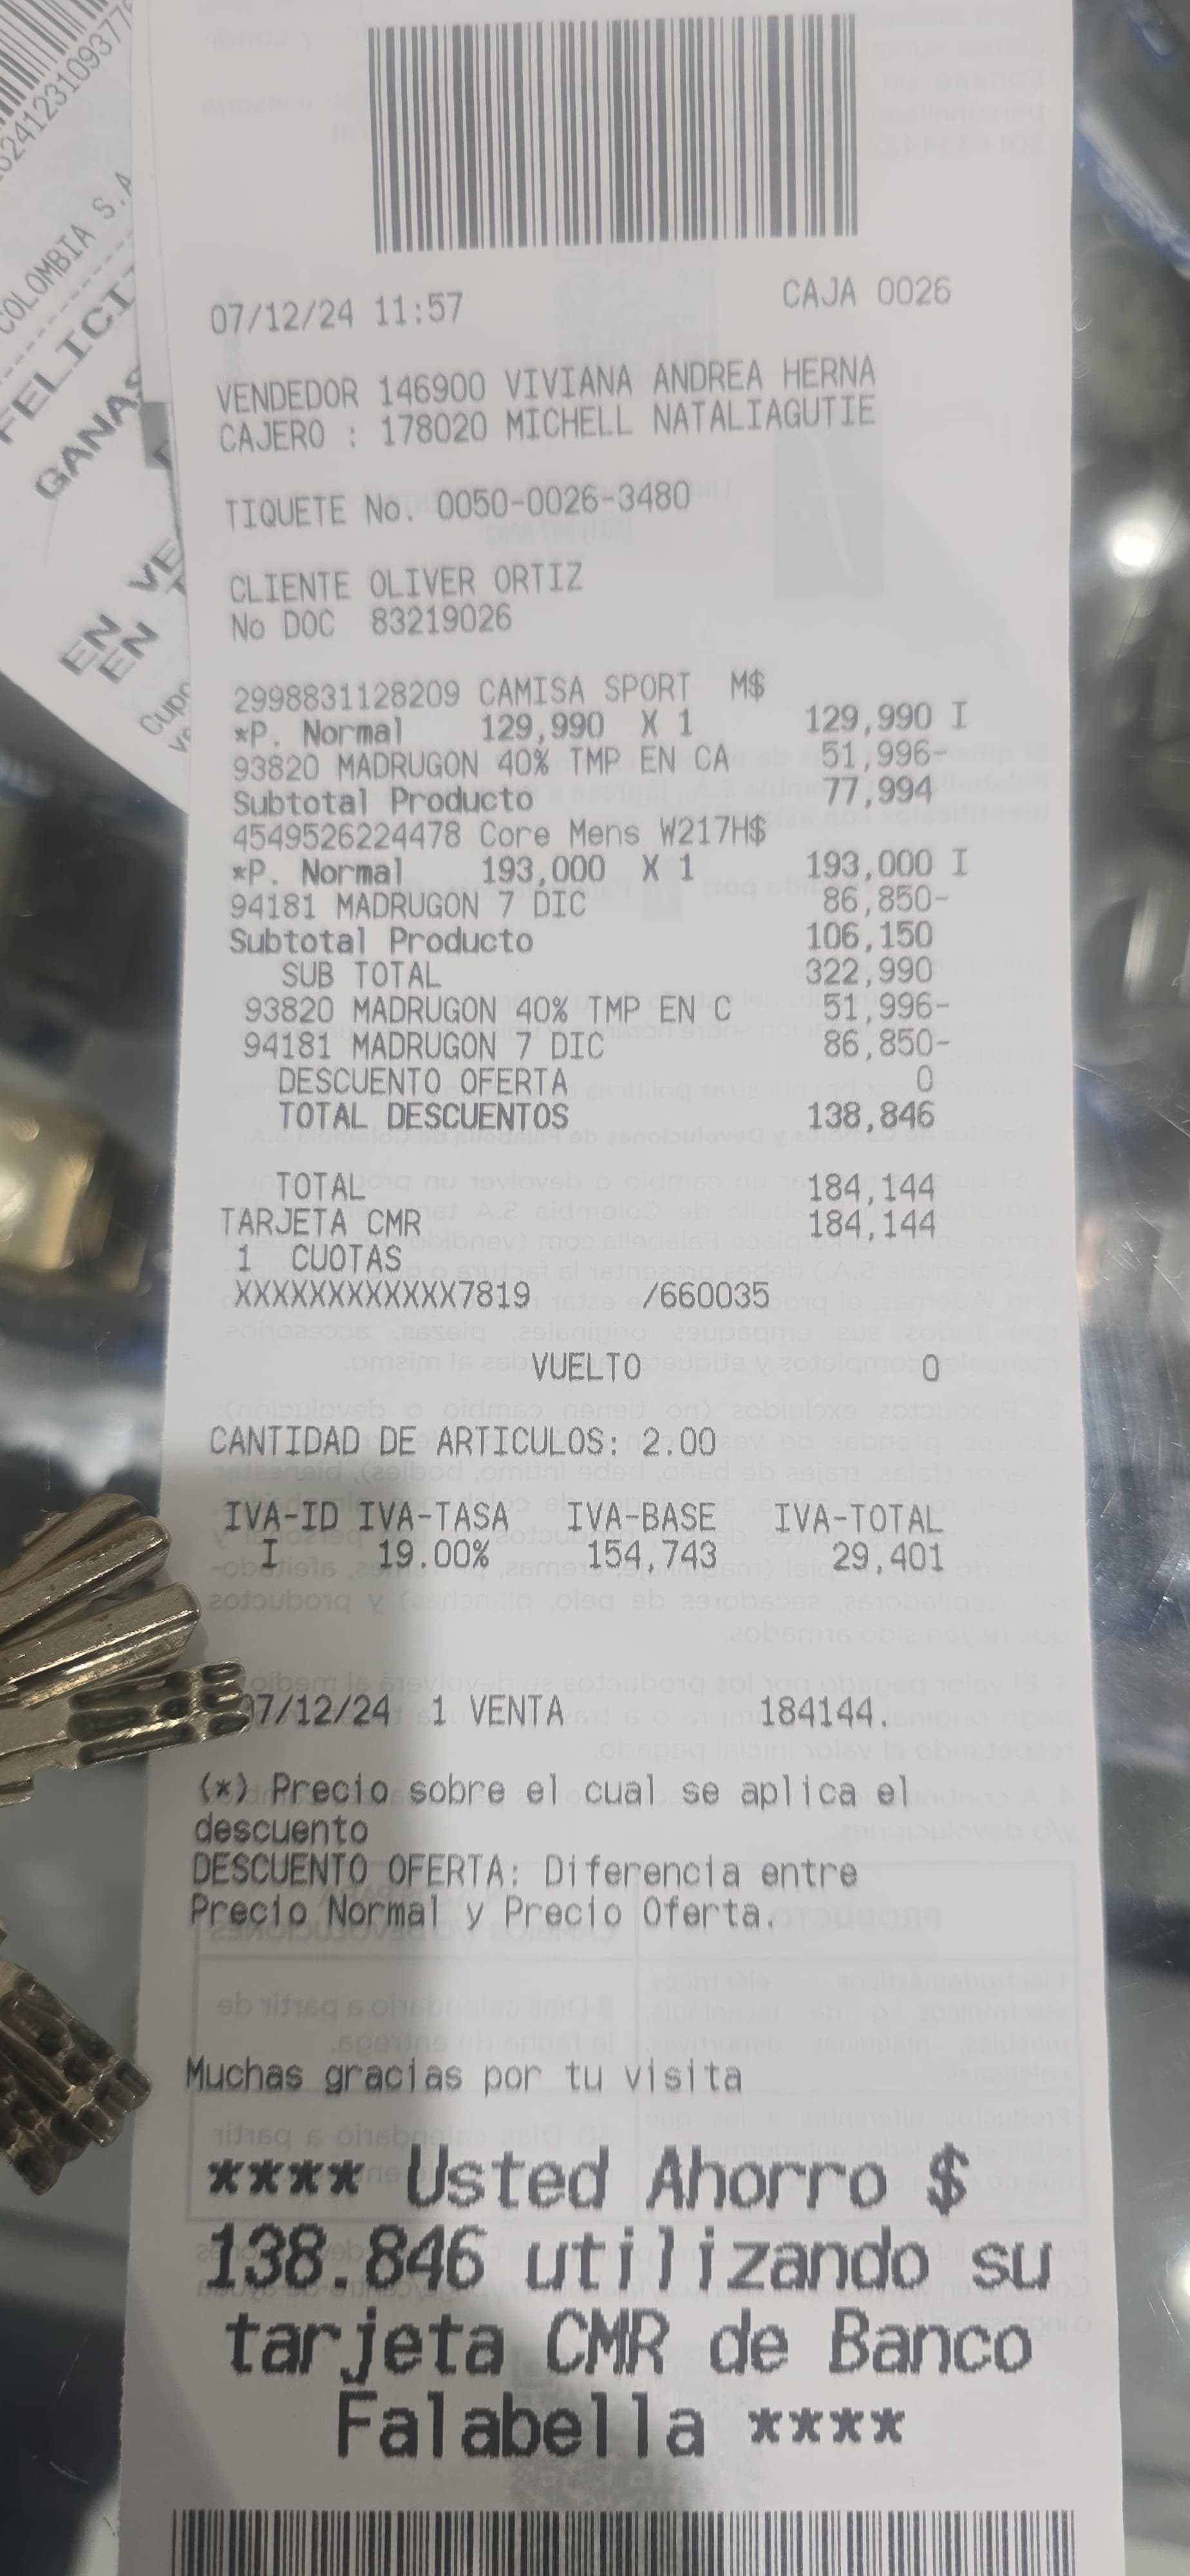 6241231093776
COLOMBIA S.A
FELICI
GANAS
EN VE
EN
Cupo
07/12/24 11:57 CAJA 0026
VENDEDOR 146900 VIVIANA ANDREA HERNA
CAJERO : 178020 MICHELL NATALIAGUTIE
TIQUETE No. 0050-0026-3480
CLIENTE OLIVER ORTIZ
No DOC 83219026
2998831128209 CAMISA SPORT M$
*P. Normal 129,990 X 1 129,990 I
93820 MADRUGON 40% TMP EN CA 51,996-
Subtotal Producto 77,994
4549526224478 Core Mens W217H$
*P. Normal 193,000 X 1 193,000 I
94181 MADRUGON 7 DIC 86,850-
Subtotal Producto 106,150
SUB TOTAL 322,990
93820 MADRUGON 40% TMP EN C 51,996-
94181 MADRUGON 7 DIC 86,850-
DESCUENTO OFERTA 0
TOTAL DESCUENTOS 138,846
TOTAL 184,144
TARJETA CMR 184,144
1 CUOTAS
XXXXXXXXXXXX7819 /660035
VUELTO 0
CANTIDAD DE ARTICULOS: 2.00
IVA-ID IVA-TASA IVA-BASE IVA-TOTAL
I 19.00% 154,743 29,401
07/12/24 1 VENTA 184144.
(*) Precio sobre el cual se aplica el
descuento
DESCUENTO OFERTA: Diferencia entre
Precio Normal y Precio Oferta.
Muchas gracias por tu visita
**** Usted Ahorro $
138.846 utilizando su
tarjeta CMR de Banco
Falabella ****